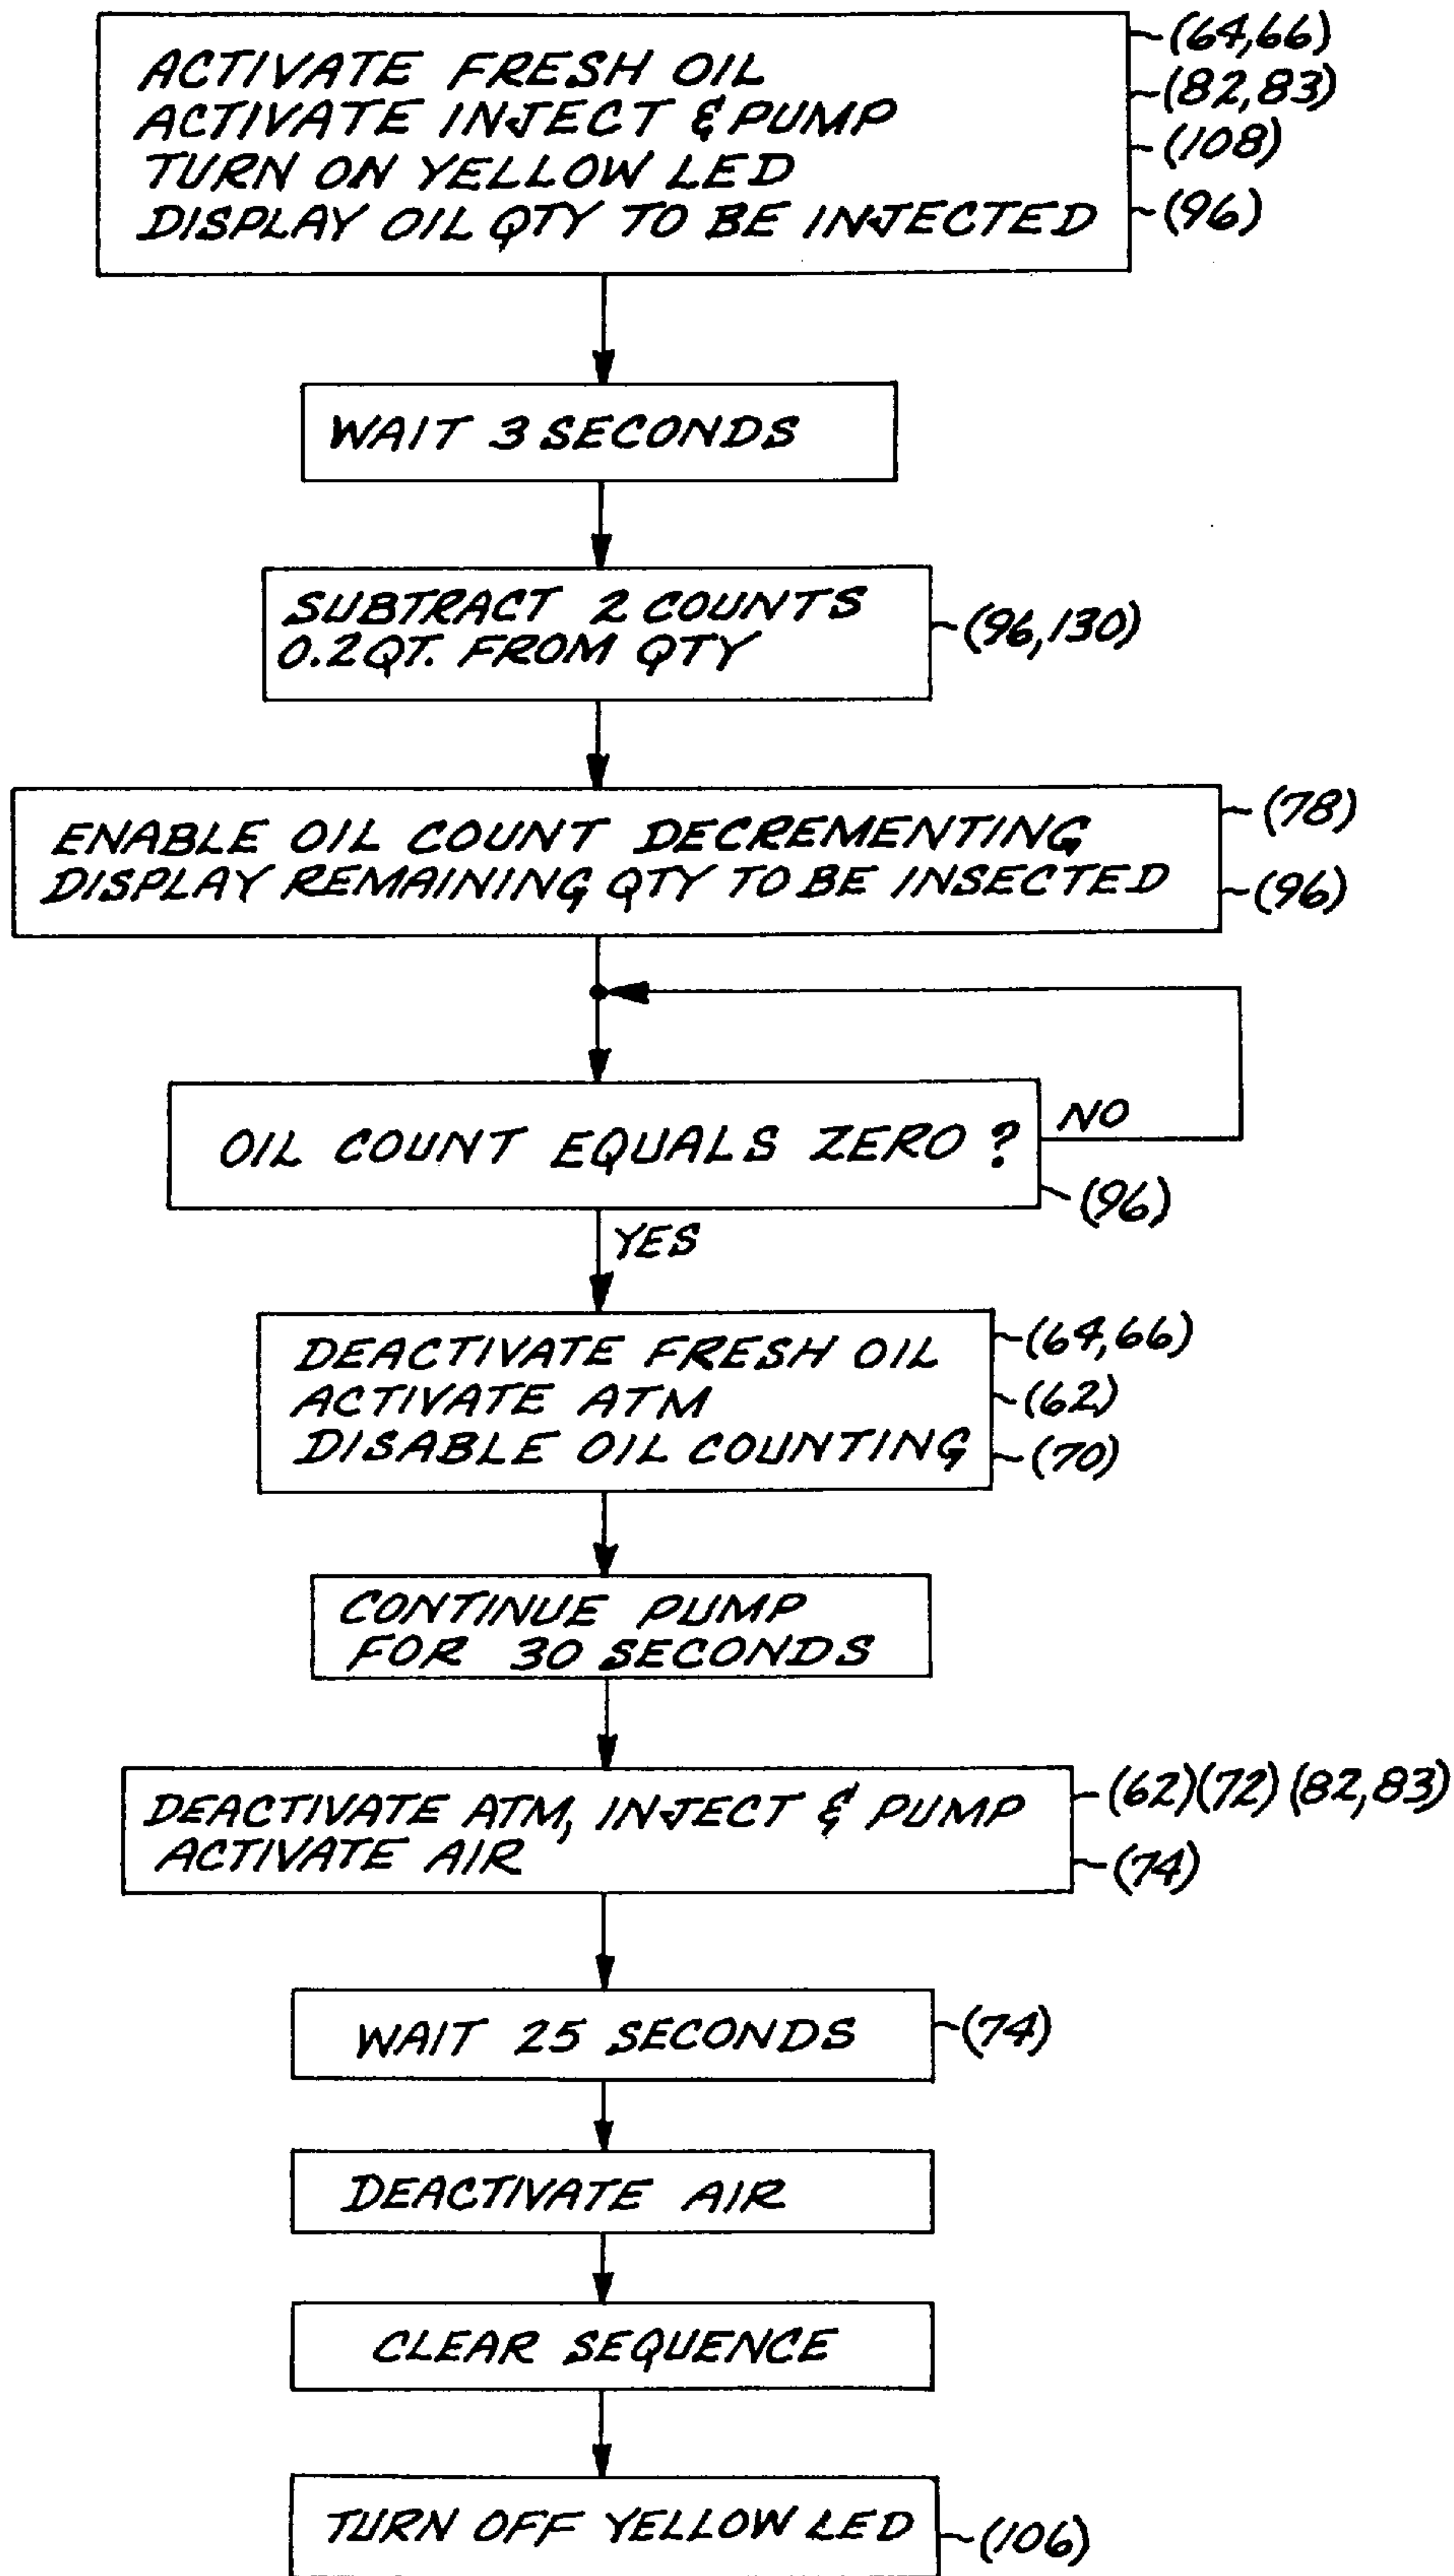 ACTIVATE FRESH OIL (64,66)
ACTIVATE INJECT & PUMP (82,83)
TURN ON YELLOW LED (108)
DISPLAY OIL QTY TO BE INJECTED (96)
WAIT 3 SECONDS
SUBTRACT 2 COUNTS
0.2 QT. FROM QTY (96,130)
ENABLE OIL COUNT DECREMENTING (78)
DISPLAY REMAINING QTY TO BE INSECTED (96)
OIL COUNT EQUALS ZERO ? NO
(96)
YES
DEACTIVATE FRESH OIL (64,66)
ACTIVATE ATM (62)
DISABLE OIL COUNTING (70)
CONTINUE PUMP
FOR 30 SECONDS
DEACTIVATE ATM, INJECT & PUMP (62)(72)(82,83)
ACTIVATE AIR (74)
WAIT 25 SECONDS (74)
DEACTIVATE AIR
CLEAR SEQUENCE
TURN OFF YELLOW LED (106)